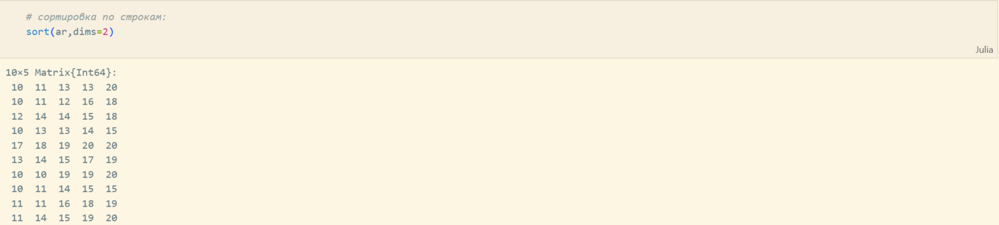 # сортировка по строкам:
sort(ar,dims=2)
Julia
10×5 Matrix{Int64}:
10 11 13 13 20
10 11 12 16 18
12 14 14 15 18
10 13 13 14 15
17 18 19 20 20
13 14 15 17 19
10 10 19 19 20
10 11 14 15 15
11 11 16 18 19
11 14 15 19 20